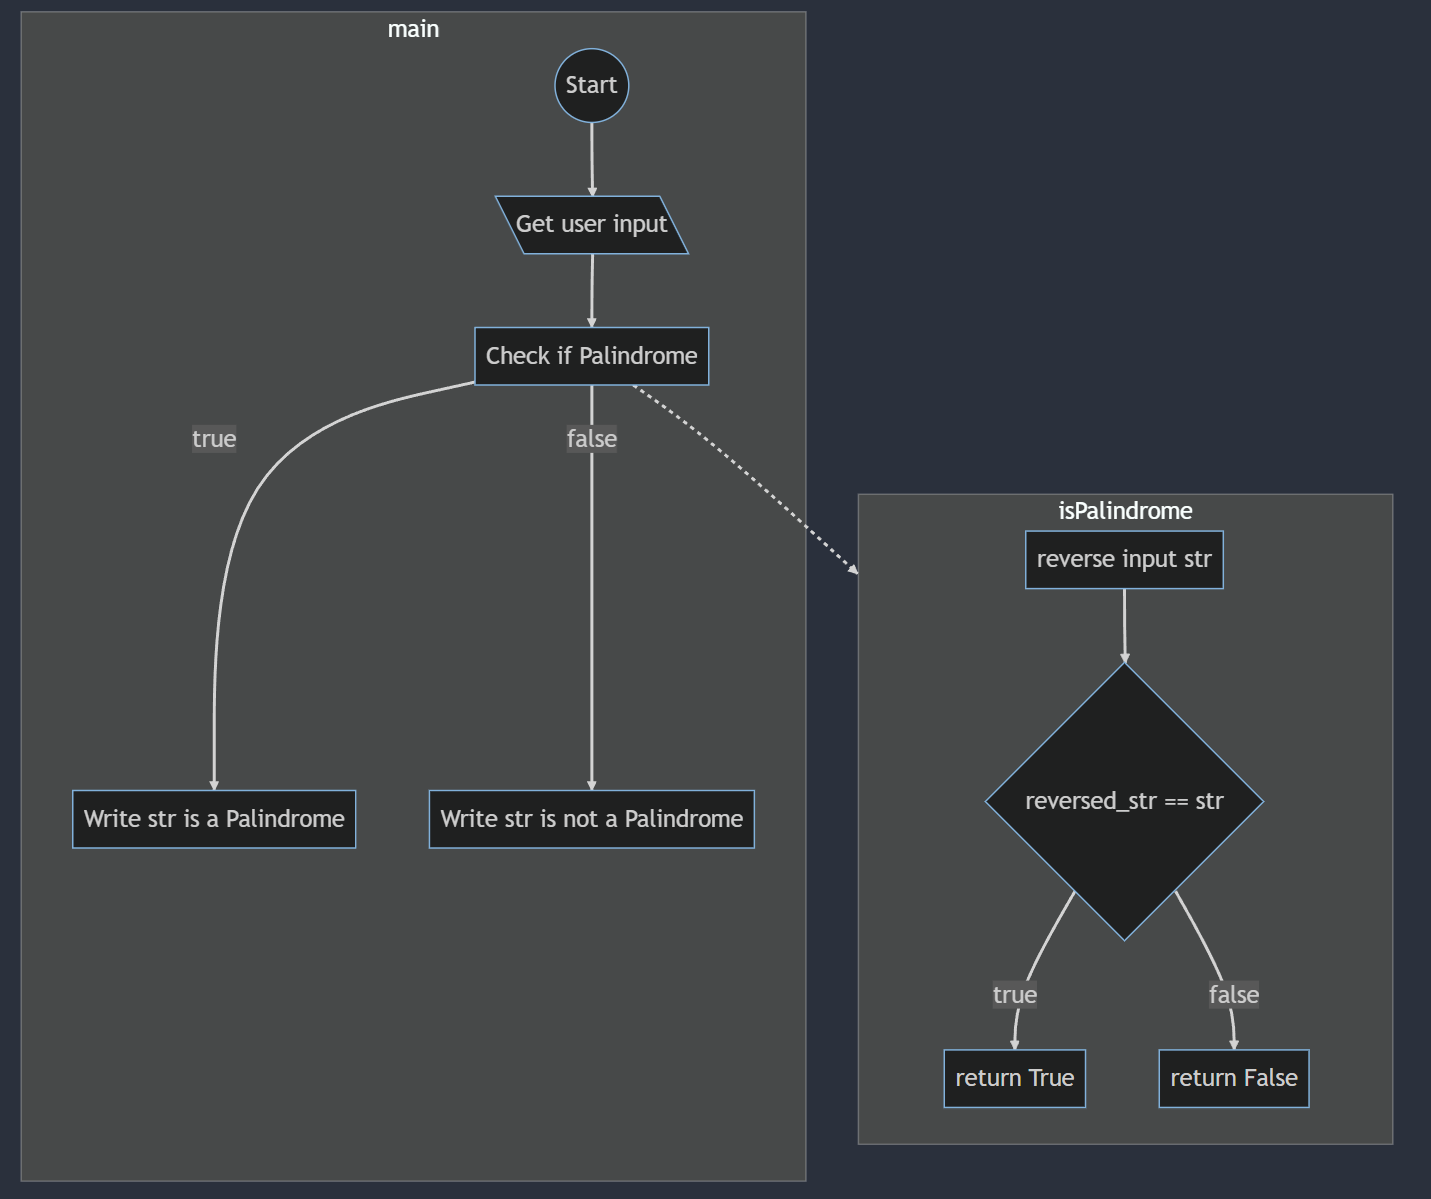 main
Start
Get user input
Check if Palindrome
true
false
Write str is a Palindrome
Write str is not a Palindrome
isPalindrome
reverse input str
reversed_str == str
true
false
return True
return False